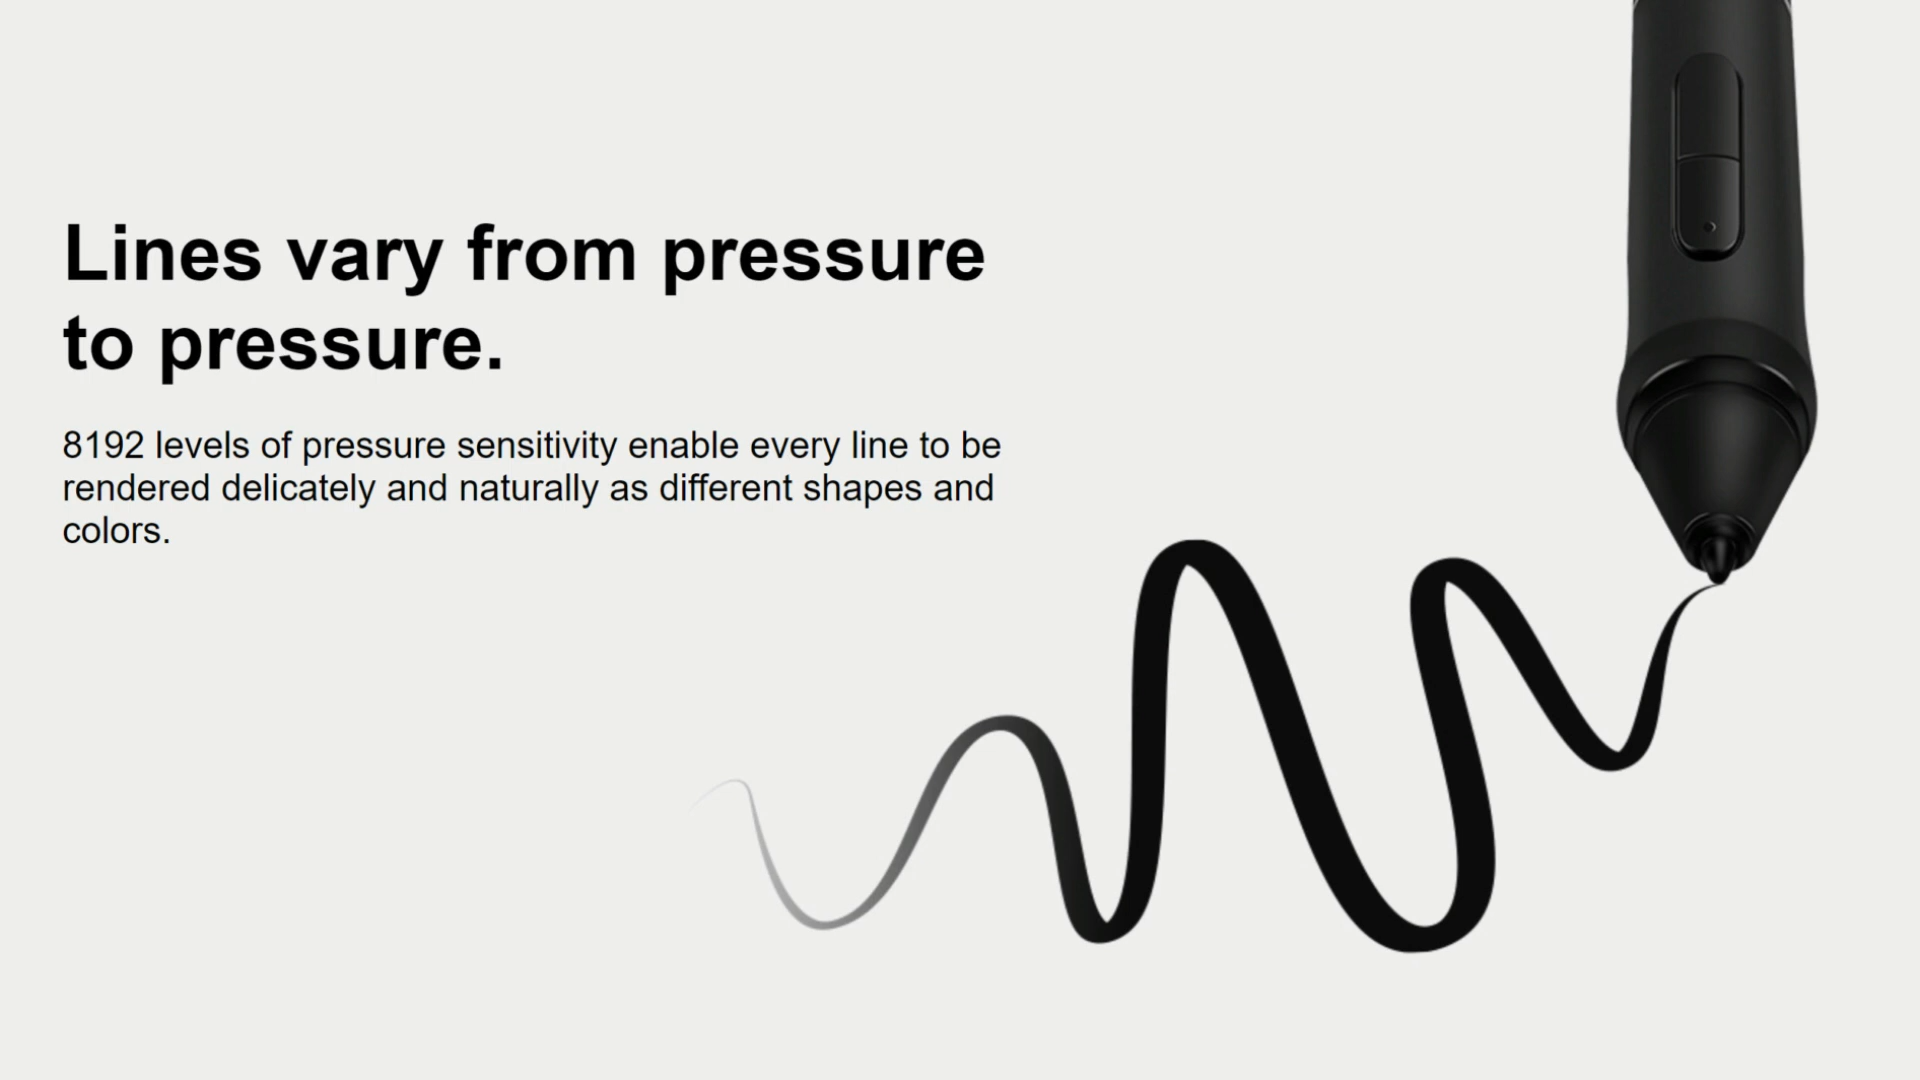 Lines vary from pressure
to pressure.
8192 levels of pressure sensitivity enable every line to be
rendered delicately and naturally as different shapes and
colors.